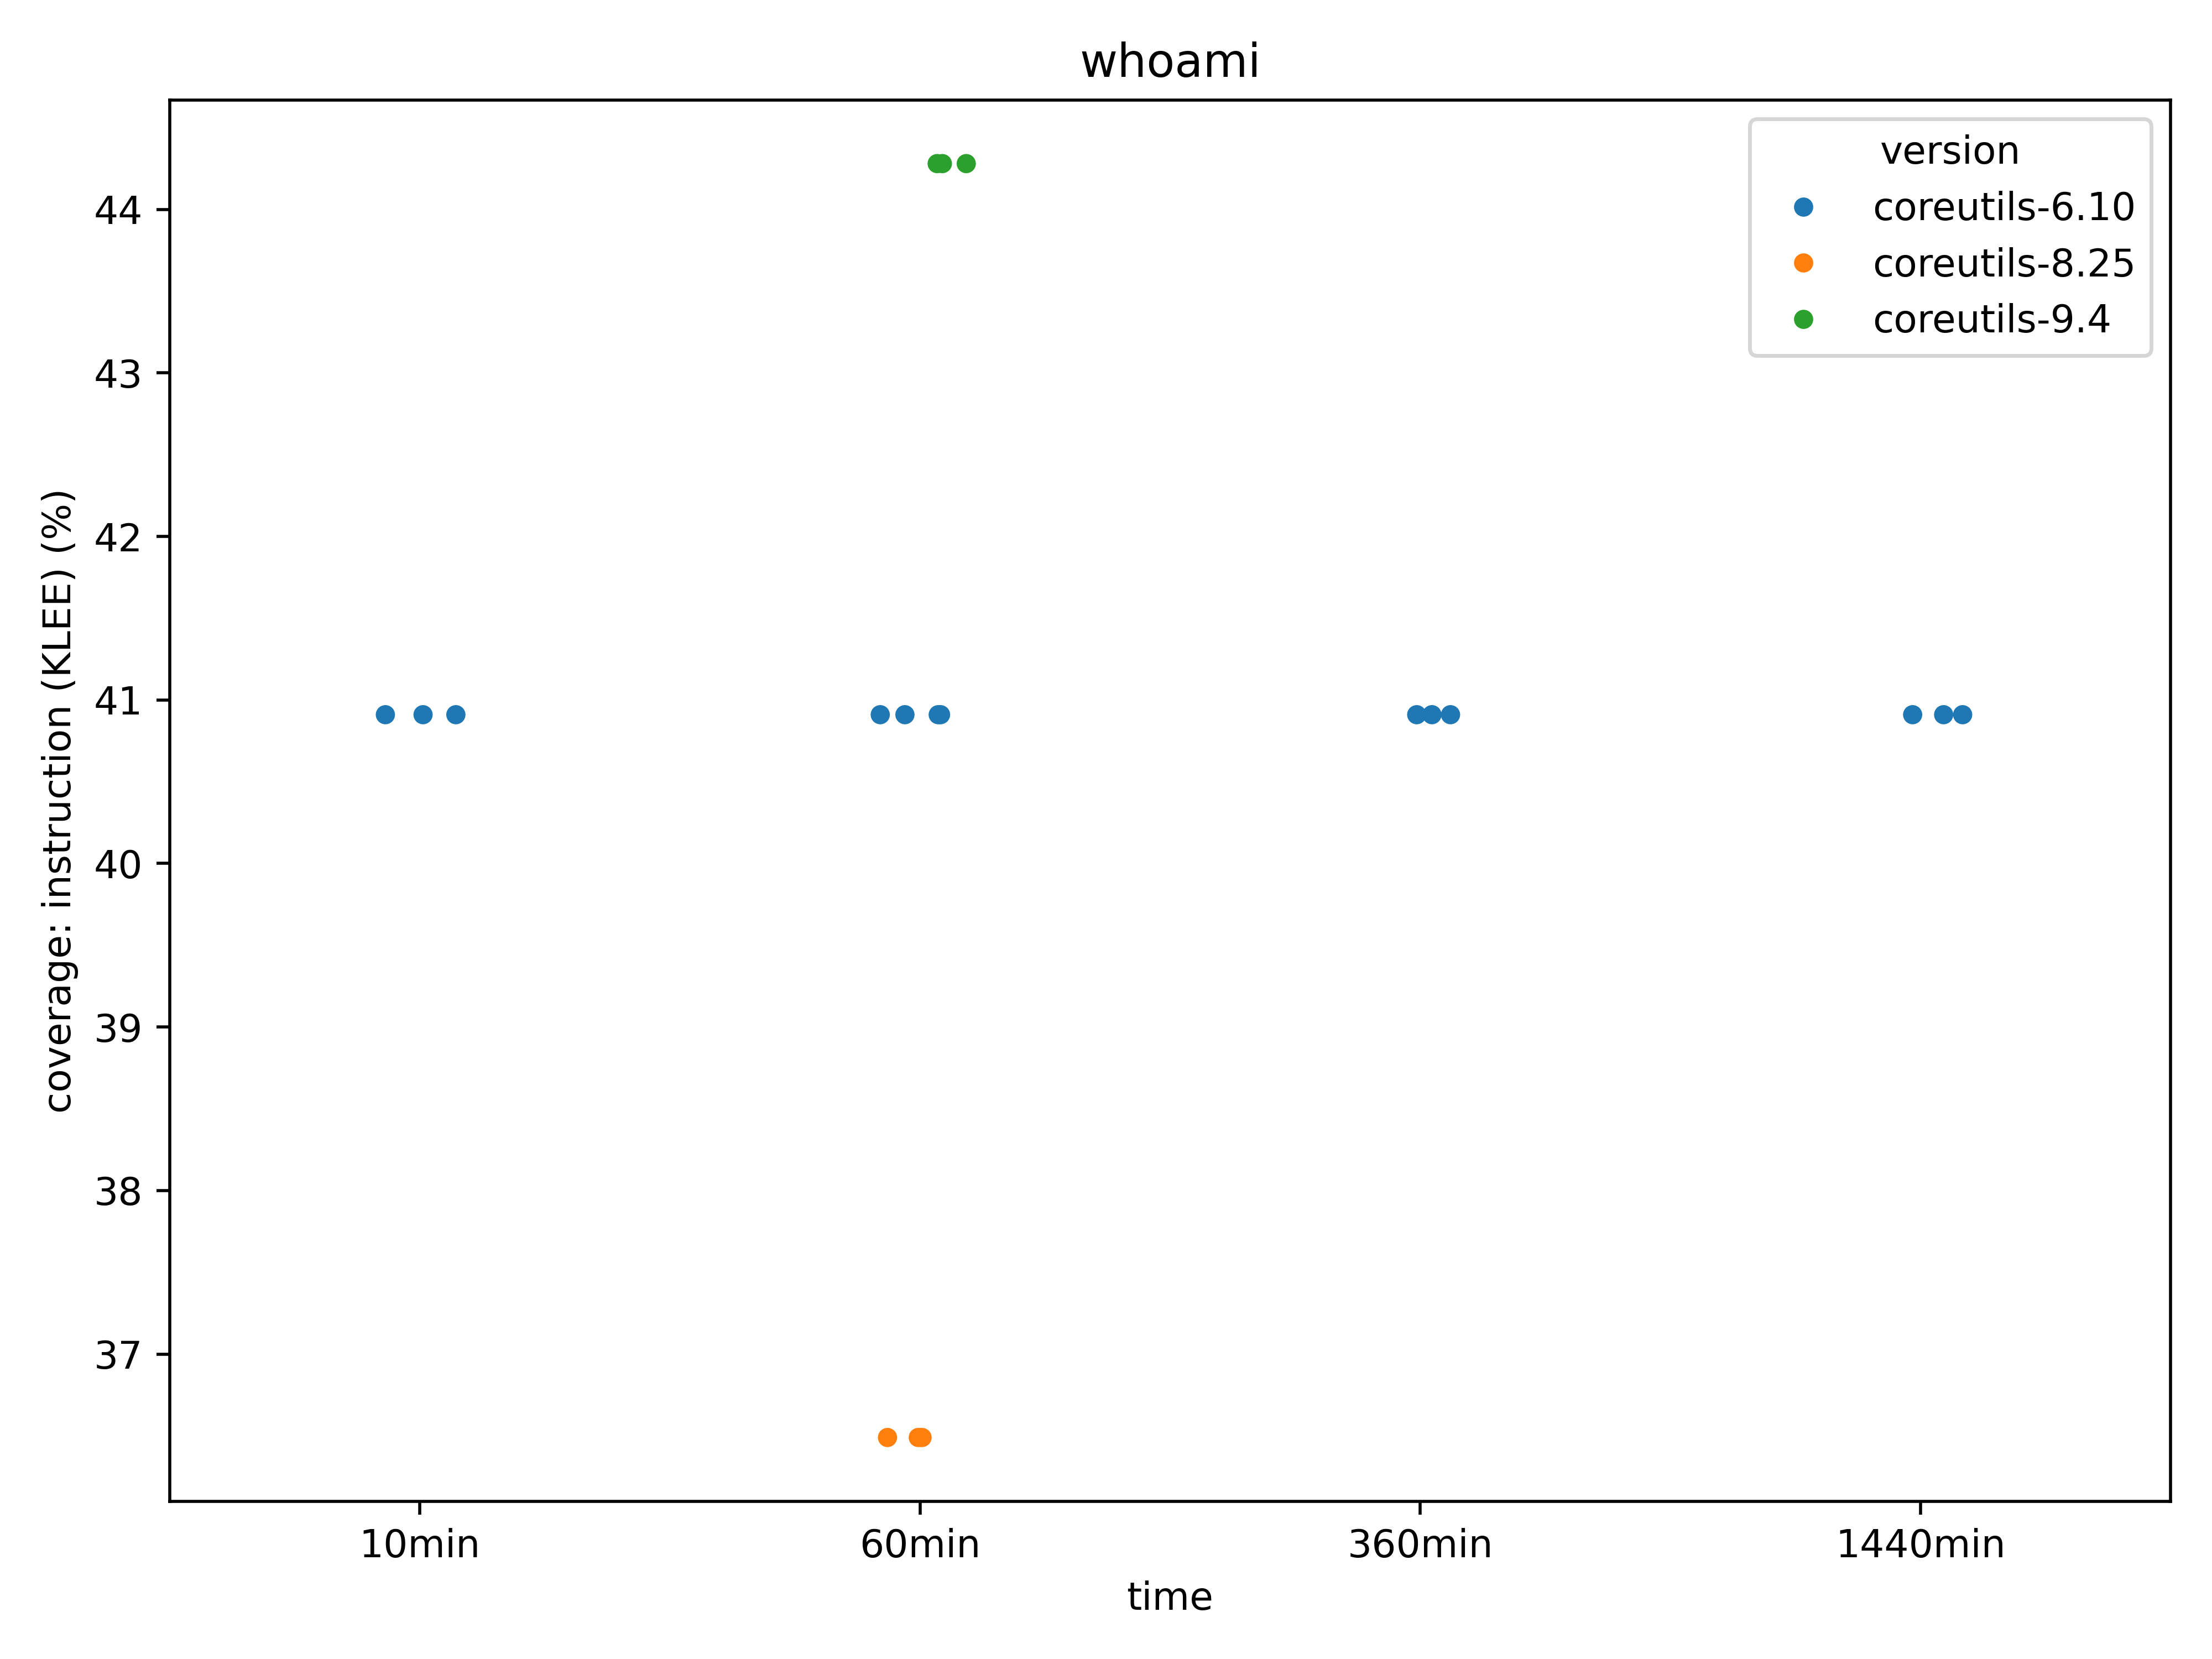 whoami
version
coreutils-6.10
coreutils-8.25
coreutils-9.4
coverage: instruction (KLEE) (%)
44
43
42
41
40
39
38
37
10min 60min 360min 1440min
time